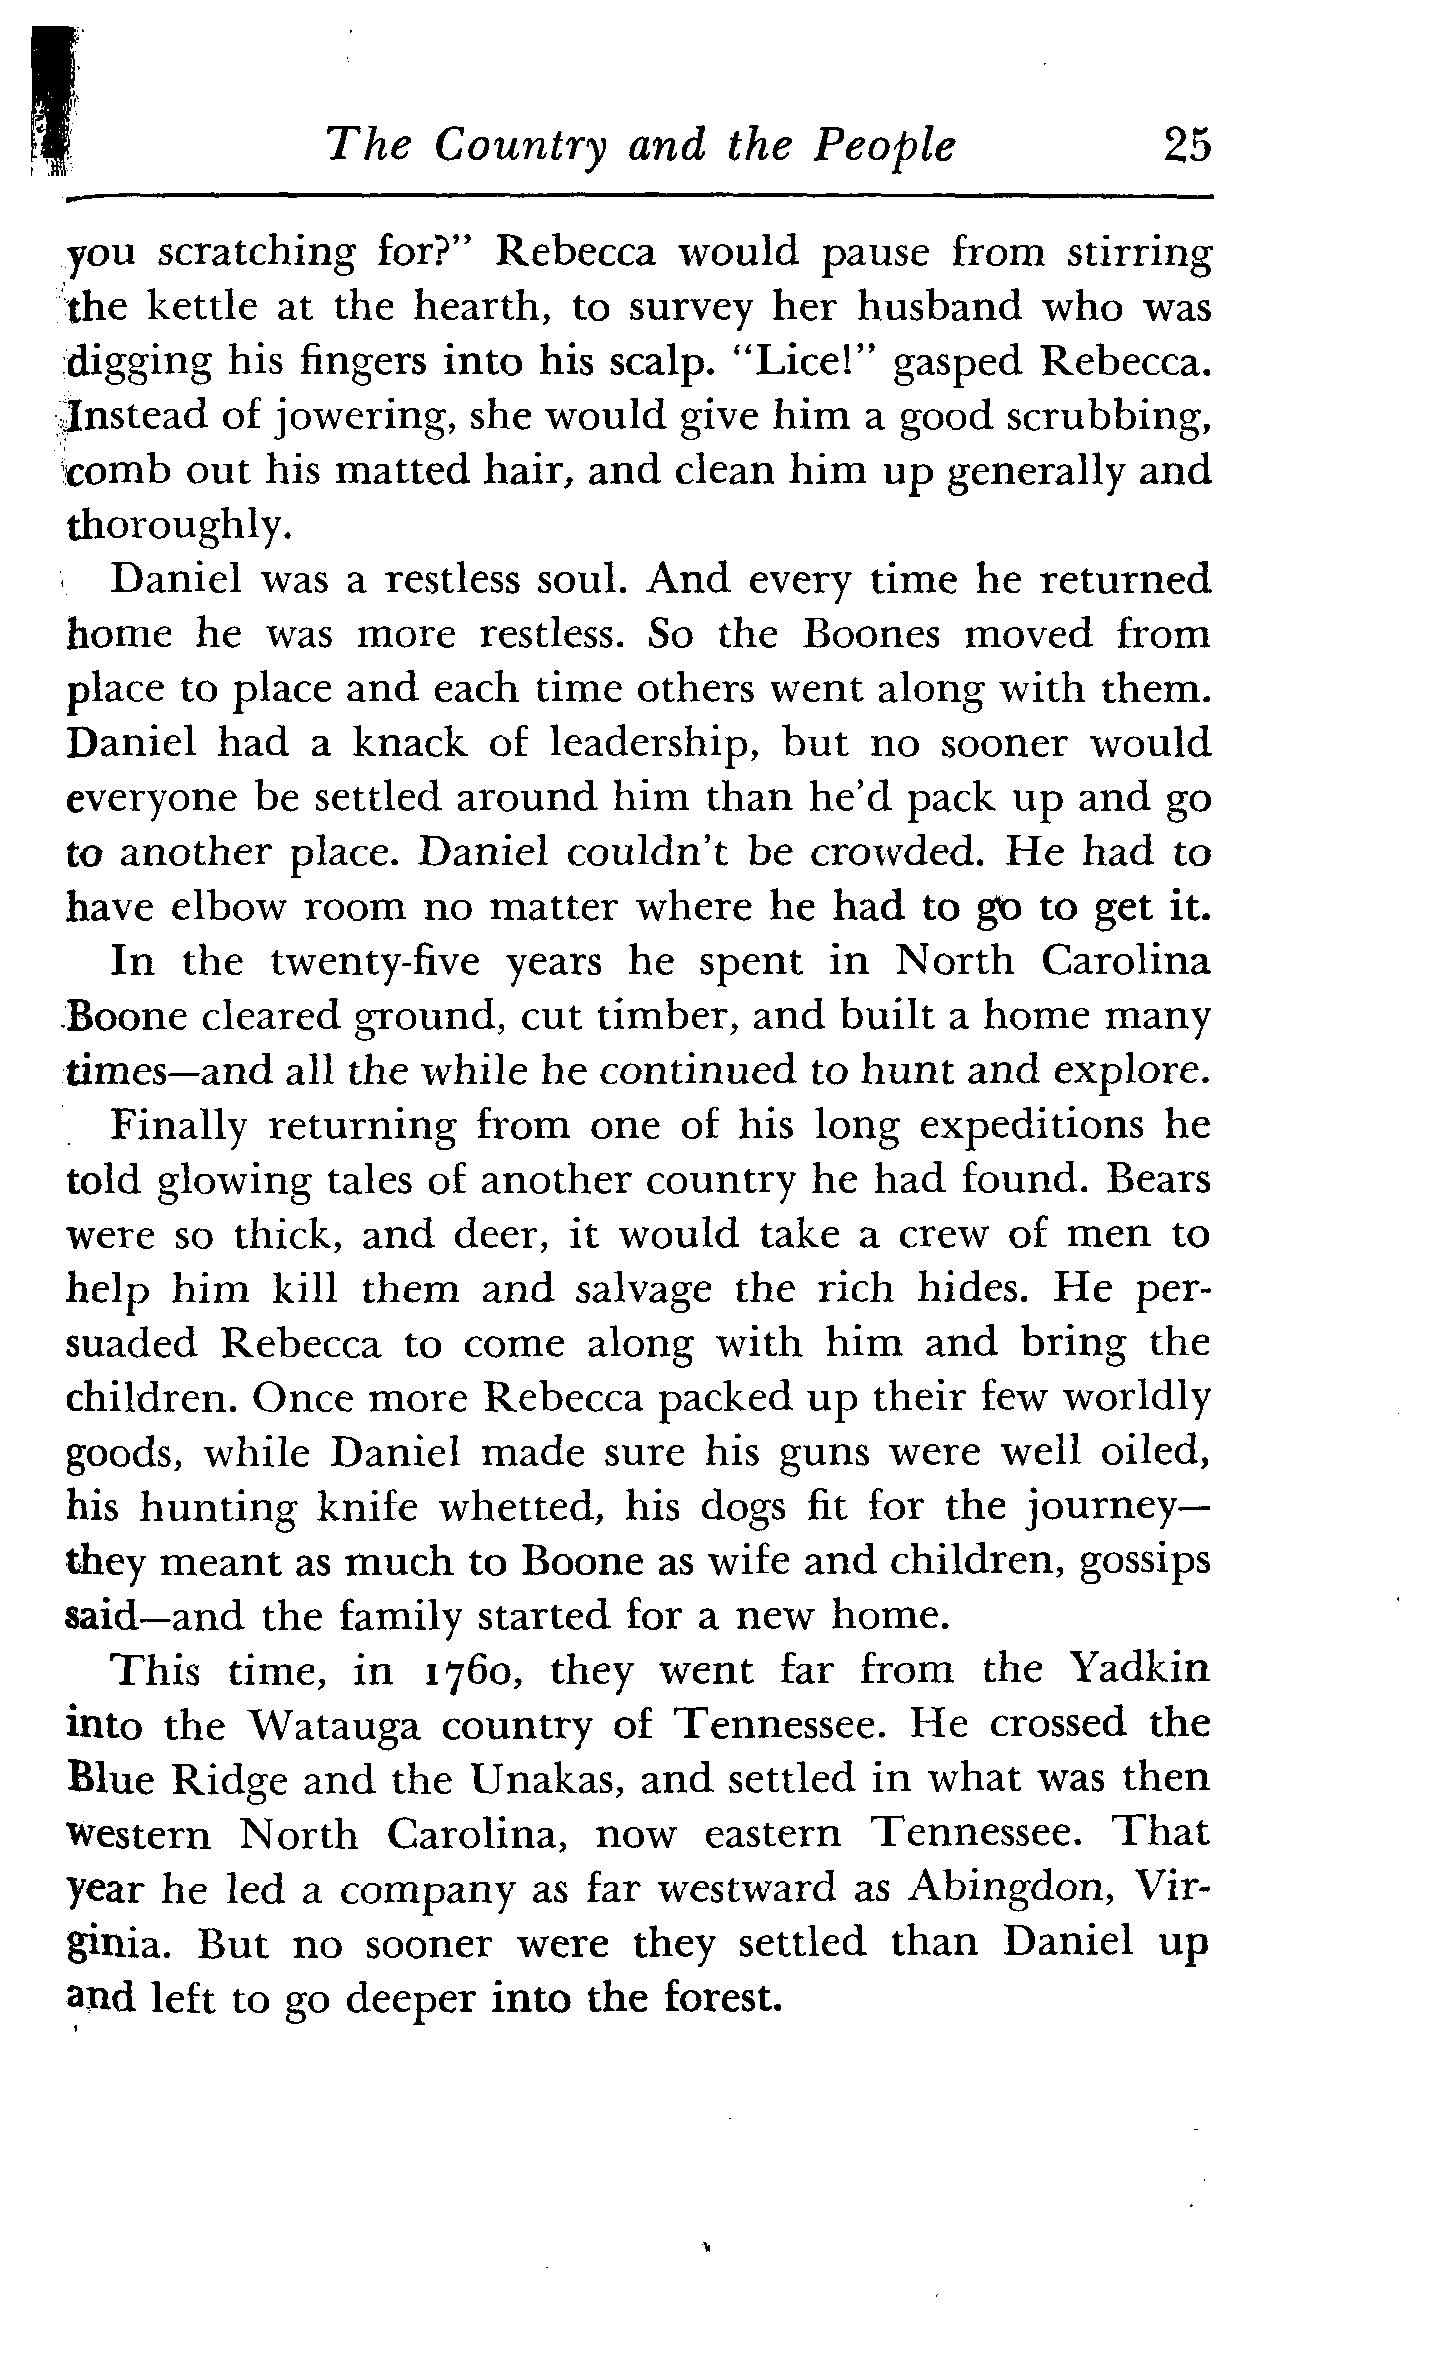 The Country and the People 25
you scratching for?” Rebecca would pause from stirring
the kettle at the hearth, to survey her husband who was
digging his fingers into his scalp. “Lice!” gasped Rebecca.
Instead of jowering, she would give him a good scrubbing,
comb out his matted hair, and clean him up generally and
thoroughly.
Daniel was a restless soul. And every time he returned
home he was more restless. So the Boones moved from
place to place and each time others went along with them.
Daniel had a knack of leadership, but no sooner would
everyone be settled around him than he’d pack up and go
to another place. Daniel couldn’t be crowded. He had to
have elbow room no matter where he had to go to get it.
In the twenty-five years he spent in North Carolina
Boone cleared ground, cut timber, and built a home many
times—and all the while he continued to hunt and explore.
Finally returning from one of his long expeditions he
told glowing tales of another country he had found. Bears
were so thick, and deer, it would take a crew of men to
help him kill them and salvage the rich hides. He per-
suaded Rebecca to come along with him and bring the
children. Once more Rebecca packed up their few worldly
goods, while Daniel made sure his guns were well oiled,
his hunting knife whetted, his dogs fit for the journey—
they meant as much to Boone as wife and children, gossips
said—and the family started for a new home.
This time, in 1760, they went far from the Yadkin
into the Watauga country of Tennessee. He crossed the
Blue Ridge and the Unakas, and settled in what was then
western North Carolina, now eastern Tennessee. That
year he led a company as far westward as Abingdon, Vir-
ginia. But no sooner were they settled than Daniel up
and left to go deeper into the forest.